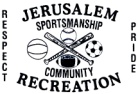 JERUSALEM
SPORTSMANSHIP
RESPECT
PRIDE
COMMUNITY
RECREATION